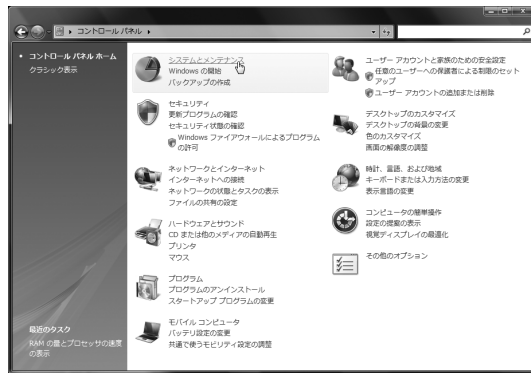 コントロール パネル
コントロール パネル ホーム
クラシック表示
システムとメンテナンス
Windows の開始
バックアップの作成
セキュリティ
更新プログラムの確認
セキュリティ状態の確認
Windows ファイアウォールによるプログラム
の許可
ネットワークとインターネット
インターネットへの接続
ネットワークの状態とタスクの表示
ファイルの共有の設定
ハードウェアとサウンド
CD または他のメディアの自動再生
プリンタ
マウス
プログラム
プログラムのアンインストール
スタートアップ プログラムの変更
モバイル コンピュータ
バッテリ設定の変更
共通で使うモビリティ設定の調整
ユーザー アカウントと家族のための安全設定
任意のユーザーへの保護者による制限のセット
アップ
ユーザー アカウントの追加または削除
デスクトップのカスタマイズ
デスクトップの背景の変更
色のカスタマイズ
画面の解像度の調整
時計、言語、および地域
キーボードまたは入力方法の変更
表示言語の変更
コンピュータの簡単操作
設定の提案の表示
視覚ディスプレイの最適化
その他のオプション
最近のタスク
RAM の量とプロセッサの速度
の表示